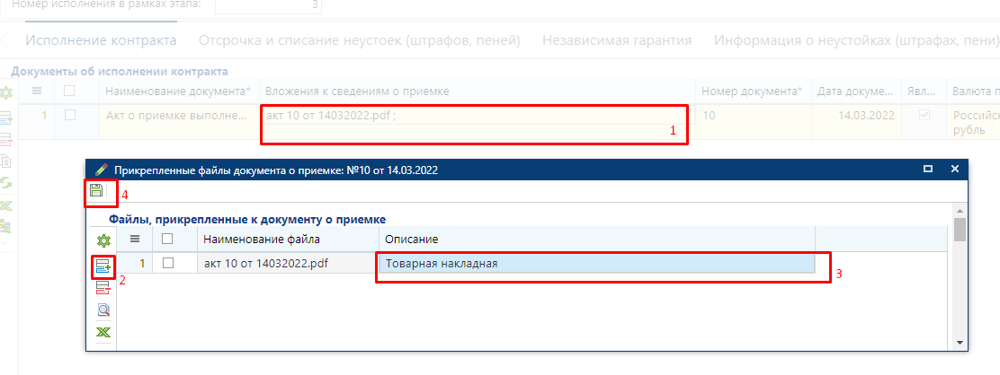 Номер исполнения в рамках этапа: 3
Исполнение контракта Отсрочка и списание неустоек (штрафов, пеней) Независимая гарантия Информация о неустойках (штрафах, пени)
Документы об исполнении контракта
Наименование документа* Вложения к сведениям о приемке Номер документа* Дата докуме... Явл... Валюта п
1 Акт о приемке выполне... акт 10 от 14032022.pdf ; 10 14.03.2022 Российс
рубль
1
Прикрепленные файлы документа о приемке: №10 от 14.03.2022
4
Файлы, прикрепленные к документу о приемке
Наименование файла Описание
1 акт 10 от 14032022.pdf Товарная накладная
3
2